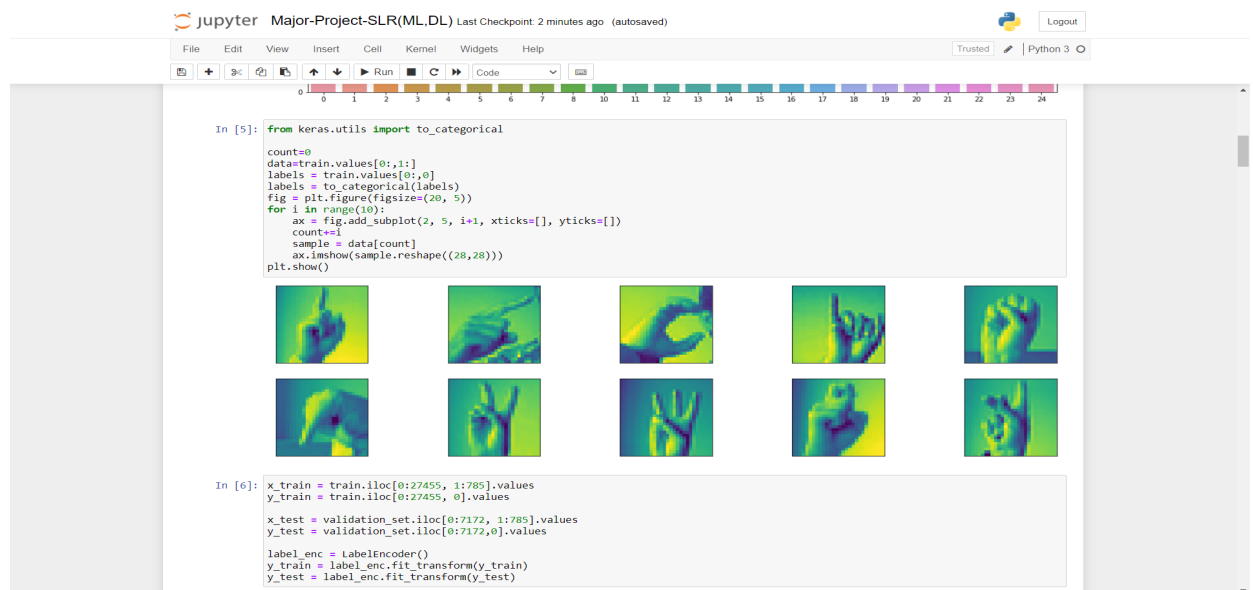 jupyter Major-Project-SLR(ML,DL) Last Checkpoint: 2 minutes ago (autosaved)
Logout
File Edit View Insert Cell Kernel Widgets Help
Trusted Python 3
Run Code
0
0 1 2 3 4 5 6 7 8 10 11 12 13 14 15 16 17 18 19 20 21 22 23 24
In [5]: from keras.utils import to_categorical
count=0
data=train.values[0:,1:]
labels = train.values[0:,0]
labels = to_categorical(labels)
fig = plt.figure(figsize=(20, 5))
for i in range(10):
    ax = fig.add_subplot(2, 5, i+1, xticks=[], yticks=[])
    count+=i
    sample = data[count]
    ax.imshow(sample.reshape((28,28)))
plt.show()
In [6]: x_train = train.iloc[0:27455, 1:785].values
y_train = train.iloc[0:27455, 0].values
x_test = validation_set.iloc[0:7172, 1:785].values
y_test = validation_set.iloc[0:7172,0].values
label_enc = LabelEncoder()
y_train = label_enc.fit_transform(y_train)
y_test = label_enc.fit_transform(y_test)